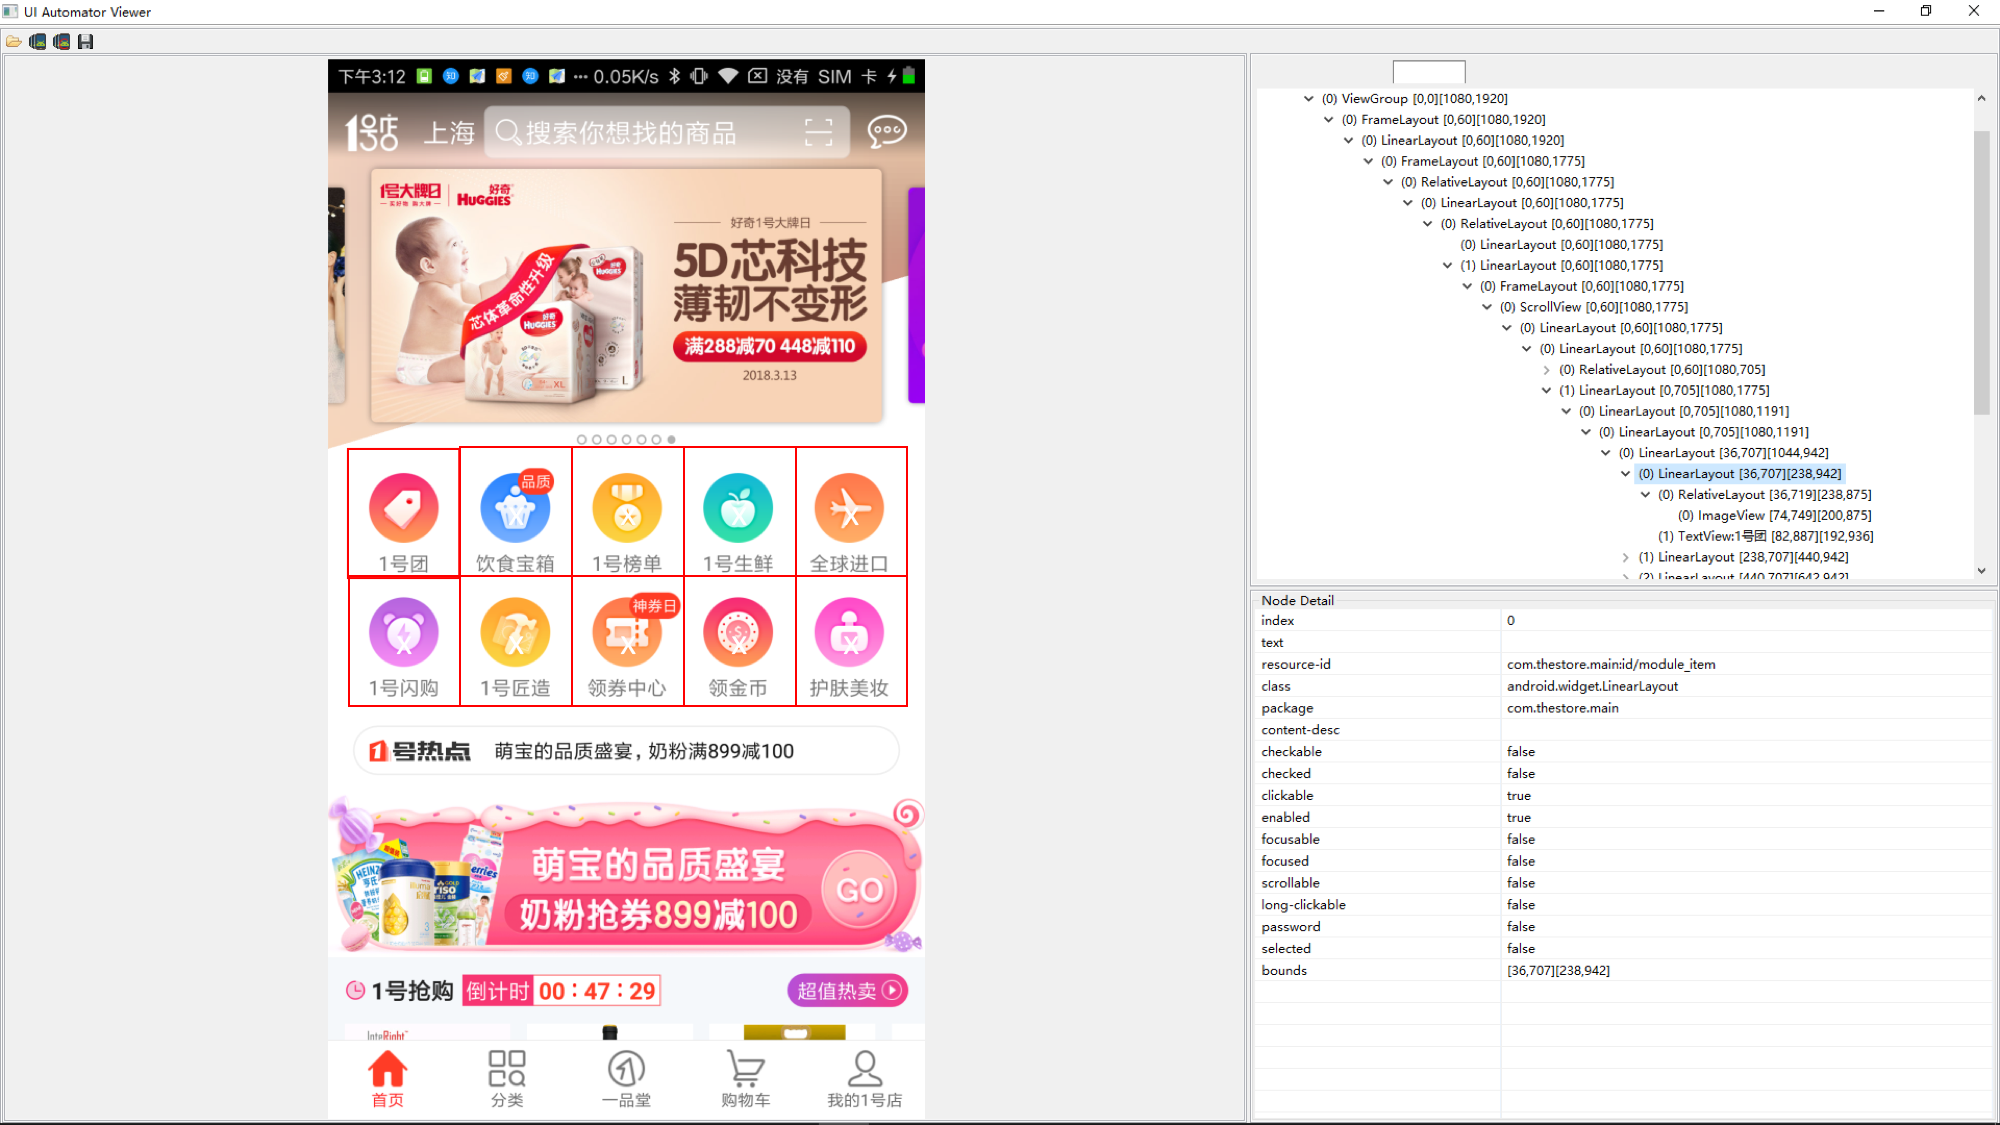 UI Automator Viewer
下午3:12 知 知 ··· 0.05K/s 没有 SIM 卡
1号店 上海 搜索你想找的商品
1号大牌日 好奇 HUGGIES
好奇1号大牌日
5D芯科技
薄韧不变形
满288减70 448减110
2018.3.13
芯体革命性升级
好奇
HUGGIES
HUGGIES
XL
L
品质
1号团 饮食宝箱 1号榜单 1号生鲜 全球进口
神券日
1号闪购 1号匠造 领券中心 领金币 护肤美妆
1号热点 萌宝的品质盛宴，奶粉满899减100
萌宝的品质盛宴
GO
奶粉抢券899减100
HEINZ
1号抢购 倒计时 00 : 47 : 29 超值热卖
InteRight
首页 分类 一品堂 购物车 我的1号店
(0) ViewGroup [0,0][1080,1920]
(0) FrameLayout [0,60][1080,1920]
(0) LinearLayout [0,60][1080,1920]
(0) FrameLayout [0,60][1080,1775]
(0) RelativeLayout [0,60][1080,1775]
(0) LinearLayout [0,60][1080,1775]
(0) RelativeLayout [0,60][1080,1775]
(0) LinearLayout [0,60][1080,1775]
(1) LinearLayout [0,60][1080,1775]
(0) FrameLayout [0,60][1080,1775]
(0) ScrollView [0,60][1080,1775]
(0) LinearLayout [0,60][1080,1775]
(0) LinearLayout [0,60][1080,1775]
(0) RelativeLayout [0,60][1080,705]
(1) LinearLayout [0,705][1080,1775]
(0) LinearLayout [0,705][1080,1191]
(0) LinearLayout [0,705][1080,1191]
(0) LinearLayout [36,707][1044,942]
(0) LinearLayout [36,707][238,942]
(0) RelativeLayout [36,719][238,875]
(0) ImageView [74,749][200,875]
(1) TextView:1号团 [82,887][192,936]
(1) LinearLayout [238,707][440,942]
(2) LinearLayout [440,707][642,942]
Node Detail
index 0
text
resource-id com.thestore.main:id/module_item
class android.widget.LinearLayout
package com.thestore.main
content-desc
checkable false
checked false
clickable true
enabled true
focusable false
focused false
scrollable false
long-clickable false
password false
selected false
bounds [36,707][238,942]